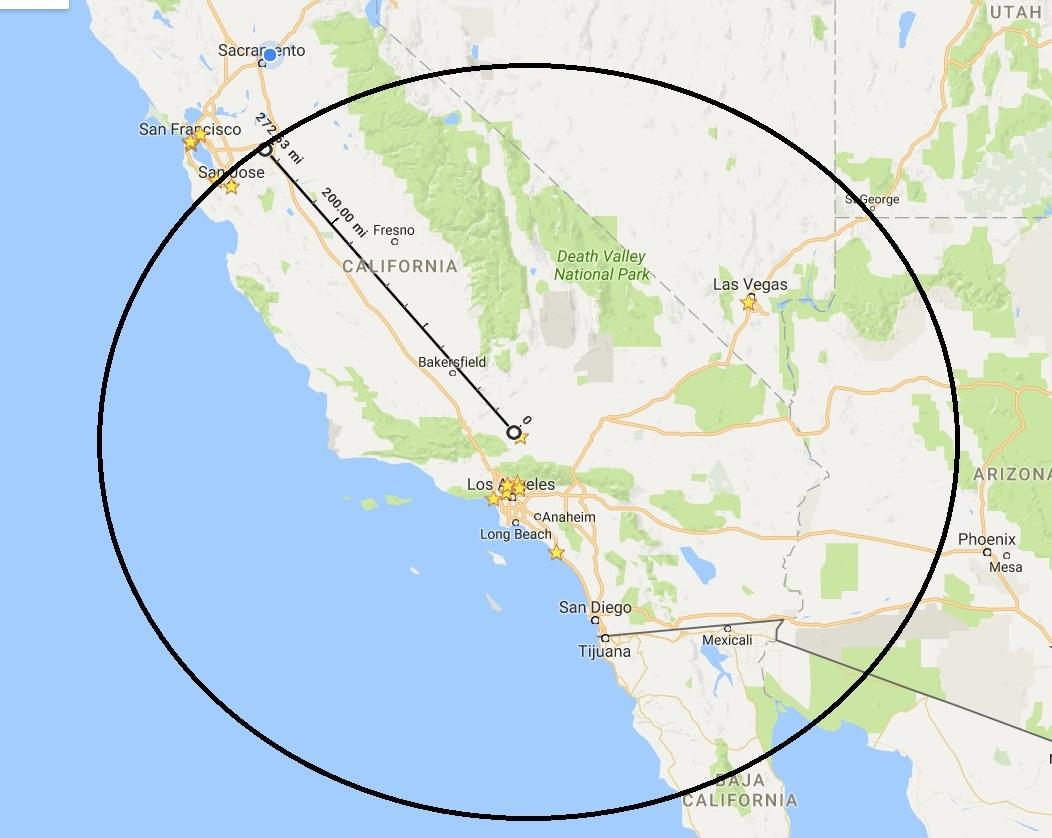 UTAH
Sacramento
San Francisco
272.33 mi
San Jose
200.00 mi
St George
Fresno
CALIFORNIA
Death Valley
National Park
Las Vegas
Bakersfield
0
ARIZONA
Los Angeles
Anaheim
Long Beach
Phoenix
Mesa
San Diego
Mexicali
Tijuana
BAJA
CALIFORNIA